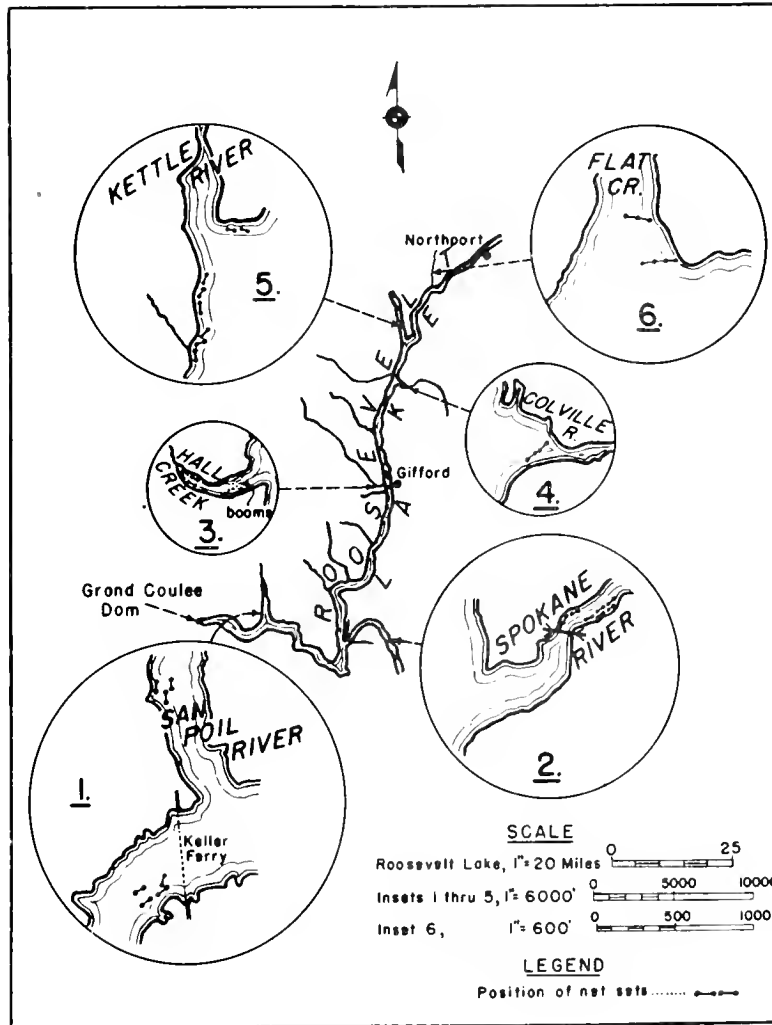 KETTLE
RIVER
5.
FLAT
CR.
6.
Northport
HALL
CREEK
booms
3.
Gifford
COLVILLE
R.
4.
ROOSEVELT
LAKE
Grand Coulee
Dam
SPOKANE
RIVER
2.
SAN
POIL
RIVER
1.
Keller
Ferry
SCALE
Roosevelt Lake, 1"=20 Miles 0 25
Insets 1 thru 5, 1"= 6000' 0 5000 10000
Inset 6, 1"= 600' 0 500 1000
LEGEND
Position of net sets........